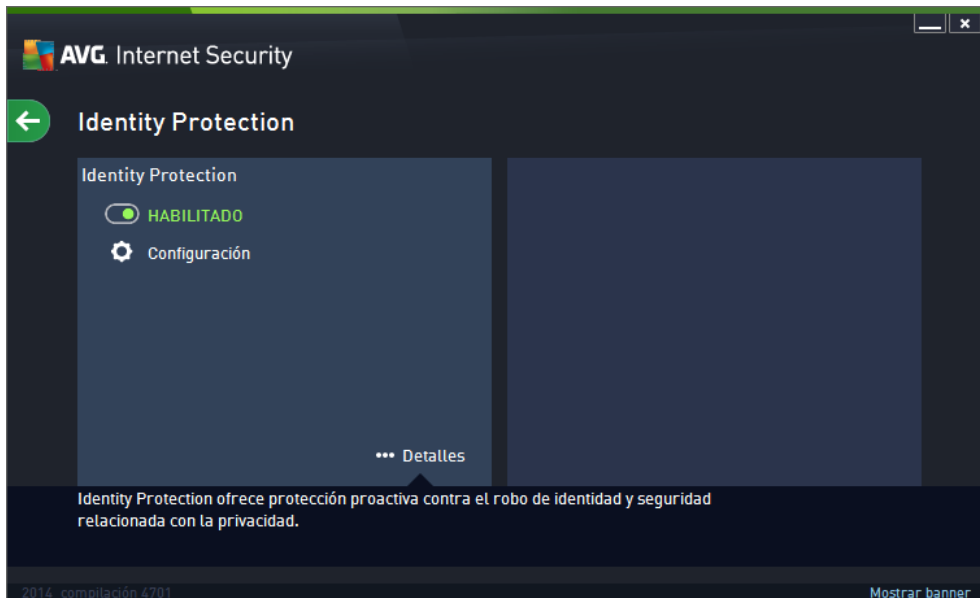 AVG. Internet Security
Identity Protection
Identity Protection
HABILITADO
Configuración
••• Detalles
Identity Protection ofrece protección proactiva contra el robo de identidad y seguridad
relacionada con la privacidad.
2014 compilación 4701
Mostrar banner